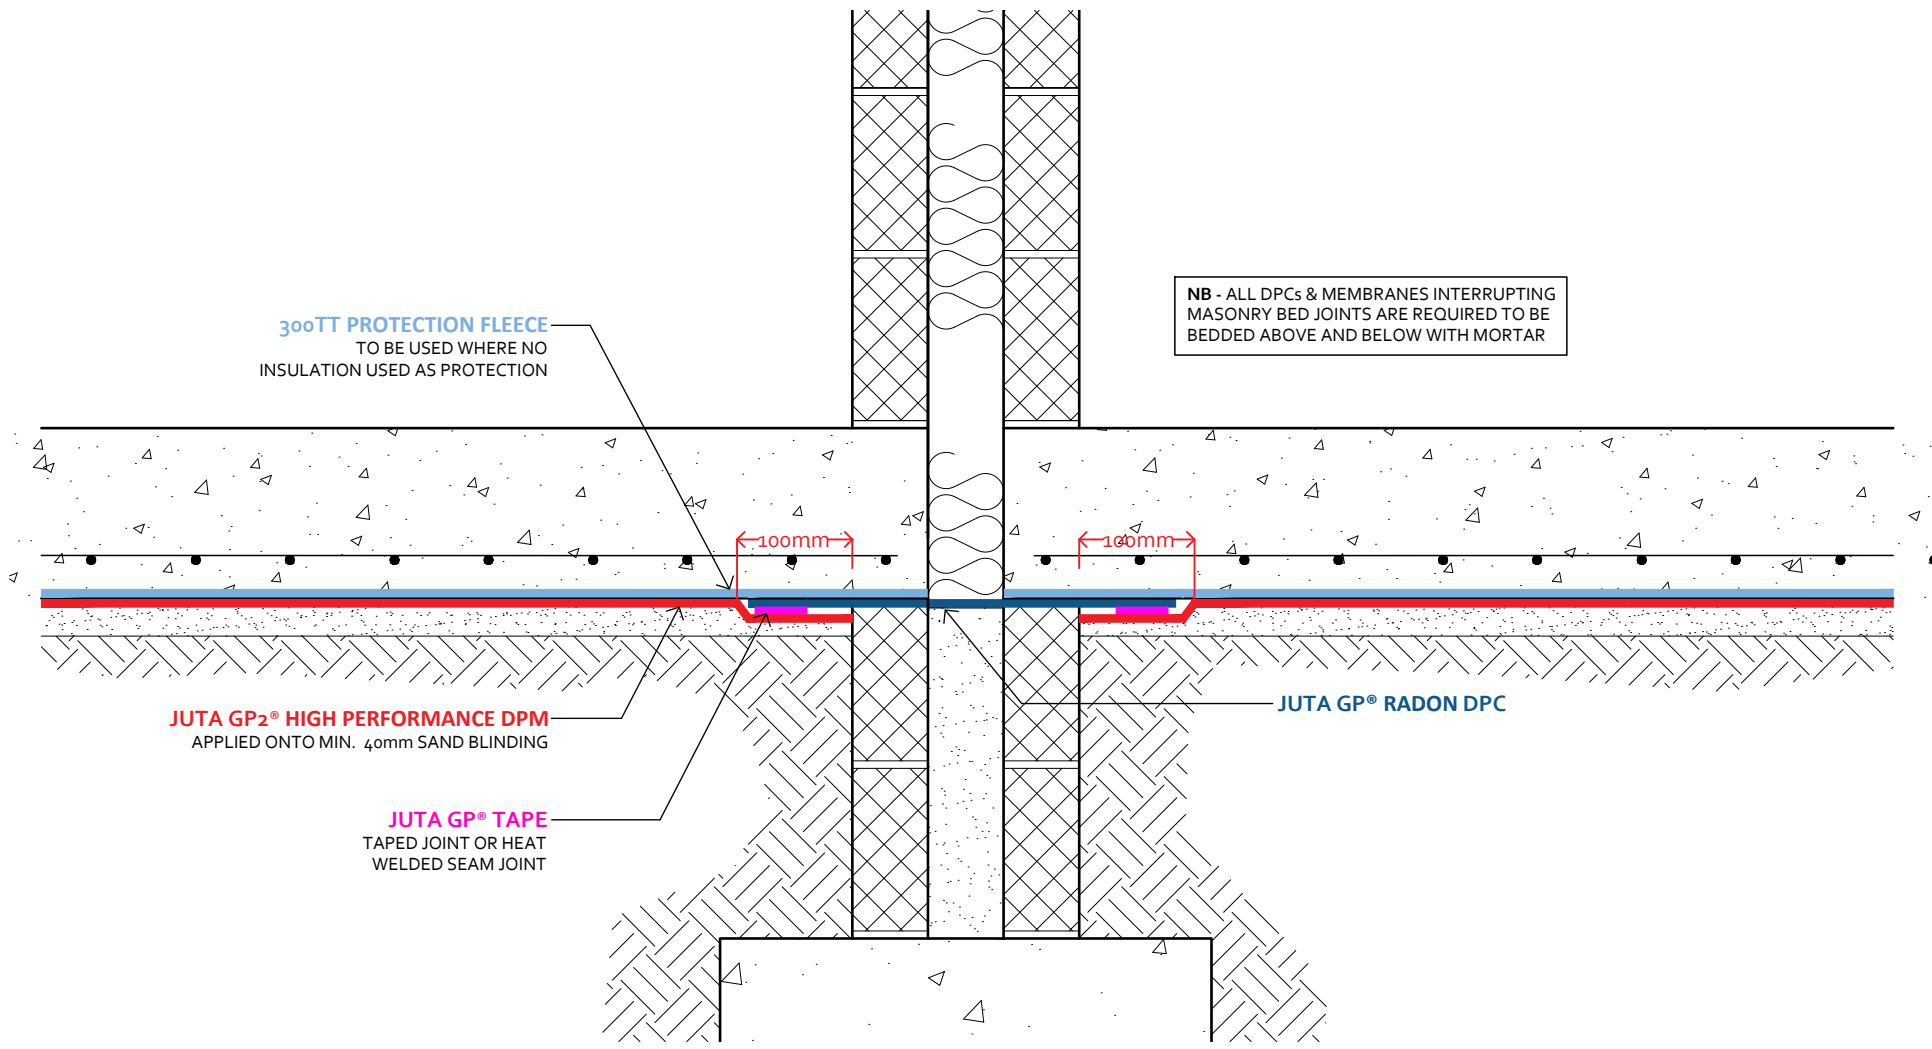 300TT PROTECTION FLEECE
TO BE USED WHERE NO
INSULATION USED AS PROTECTION
NB - ALL DPCs & MEMBRANES INTERRUPTING
MASONRY BED JOINTS ARE REQUIRED TO BE
BEDDED ABOVE AND BELOW WITH MORTAR
100mm
100mm
JUTA GP2® HIGH PERFORMANCE DPM
APPLIED ONTO MIN. 40mm SAND BLINDING
JUTA GP® RADON DPC
JUTA GP® TAPE
TAPED JOINT OR HEAT
WELDED SEAM JOINT